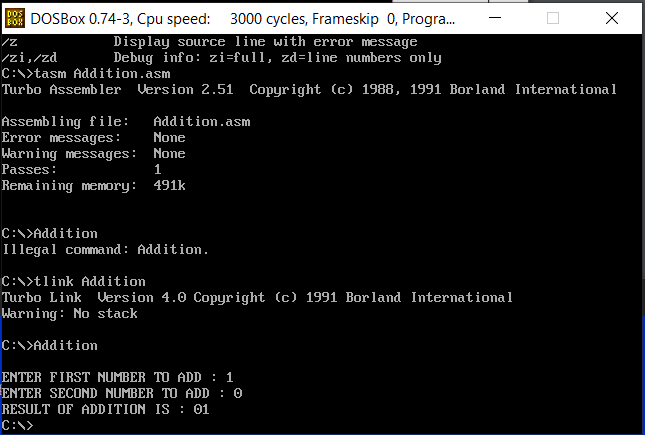 DOS
BOX
DOSBox 0.74-3, Cpu speed: 3000 cycles, Frameskip 0, Progra...
/z Display source line with error message
/zi,/zd Debug info: zi=full, zd=line numbers only
C:\>tasm Addition.asm
Turbo Assembler Version 2.51 Copyright (c) 1988, 1991 Borland International
Assembling file: Addition.asm
Error messages: None
Warning messages: None
Passes: 1
Remaining memory: 491k
C:\>Addition
Illegal command: Addition.
C:\>tlink Addition
Turbo Link Version 4.0 Copyright (c) 1991 Borland International
Warning: No stack
C:\>Addition
ENTER FIRST NUMBER TO ADD : 1
ENTER SECOND NUMBER TO ADD : 0
RESULT OF ADDITION IS : 01
C:\>